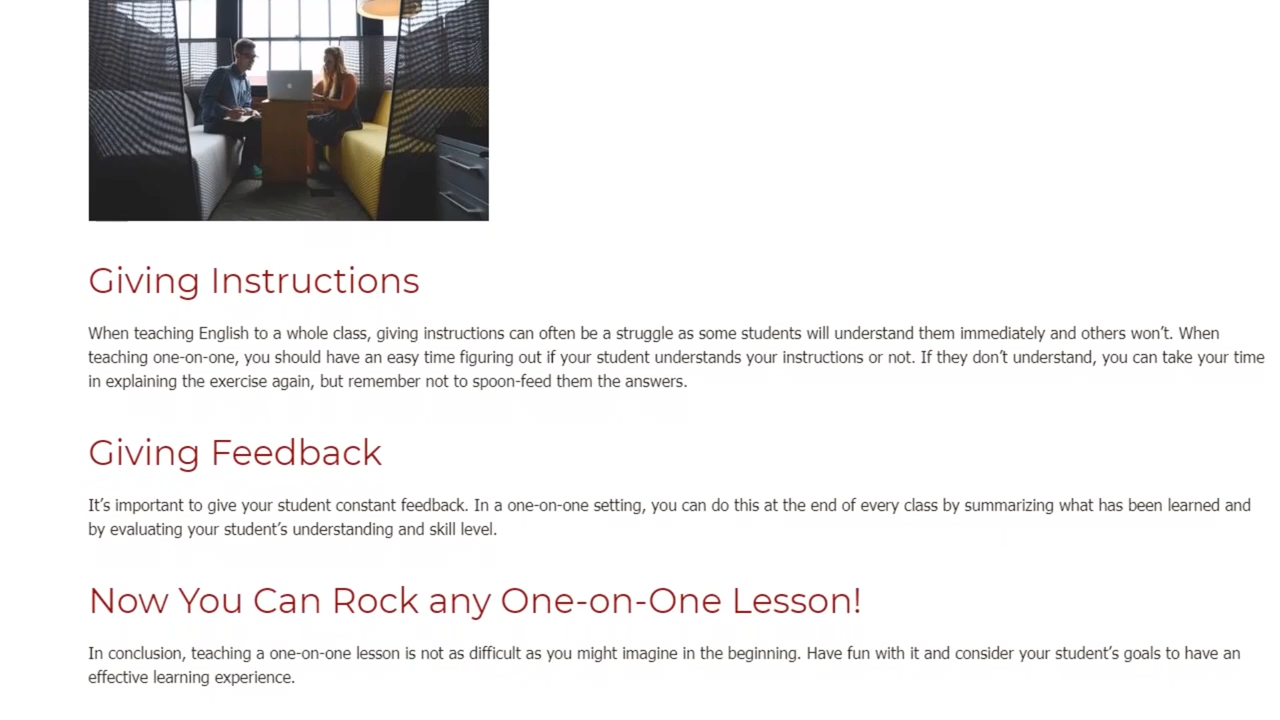 Giving Instructions
When teaching English to a whole class, giving instructions can often be a struggle as some students will understand them immediately and others won’t. When
teaching one-on-one, you should have an easy time figuring out if your student understands your instructions or not. If they don’t understand, you can take your time
in explaining the exercise again, but remember not to spoon-feed them the answers.
Giving Feedback
It’s important to give your student constant feedback. In a one-on-one setting, you can do this at the end of every class by summarizing what has been learned and
by evaluating your student’s understanding and skill level.
Now You Can Rock any One-on-One Lesson!
In conclusion, teaching a one-on-one lesson is not as difficult as you might imagine in the beginning. Have fun with it and consider your student’s goals to have an
effective learning experience.